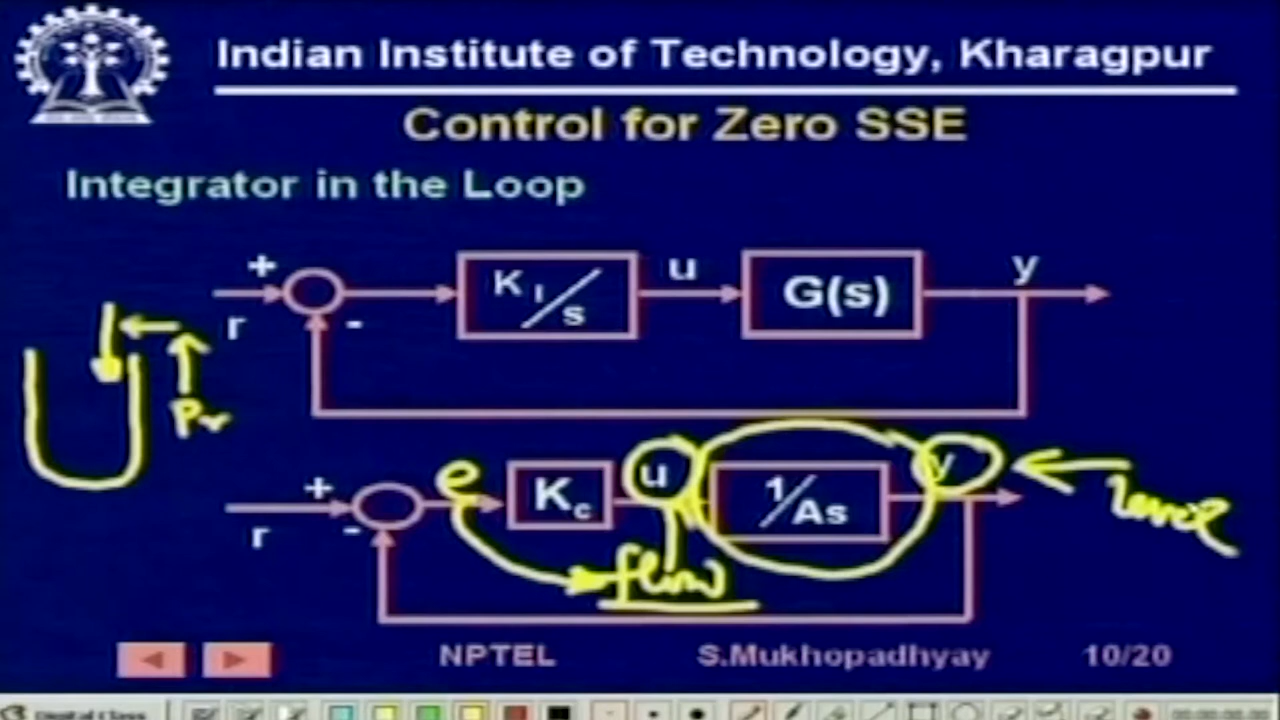 Indian Institute of Technology, Kharagpur
Control for Zero SSE
Integrator in the Loop
+ r - K I / s u G(s) y
Pr
+ r - e Kc u 1/As y level
flow
NPTEL S.Mukhopadhyay 10/20